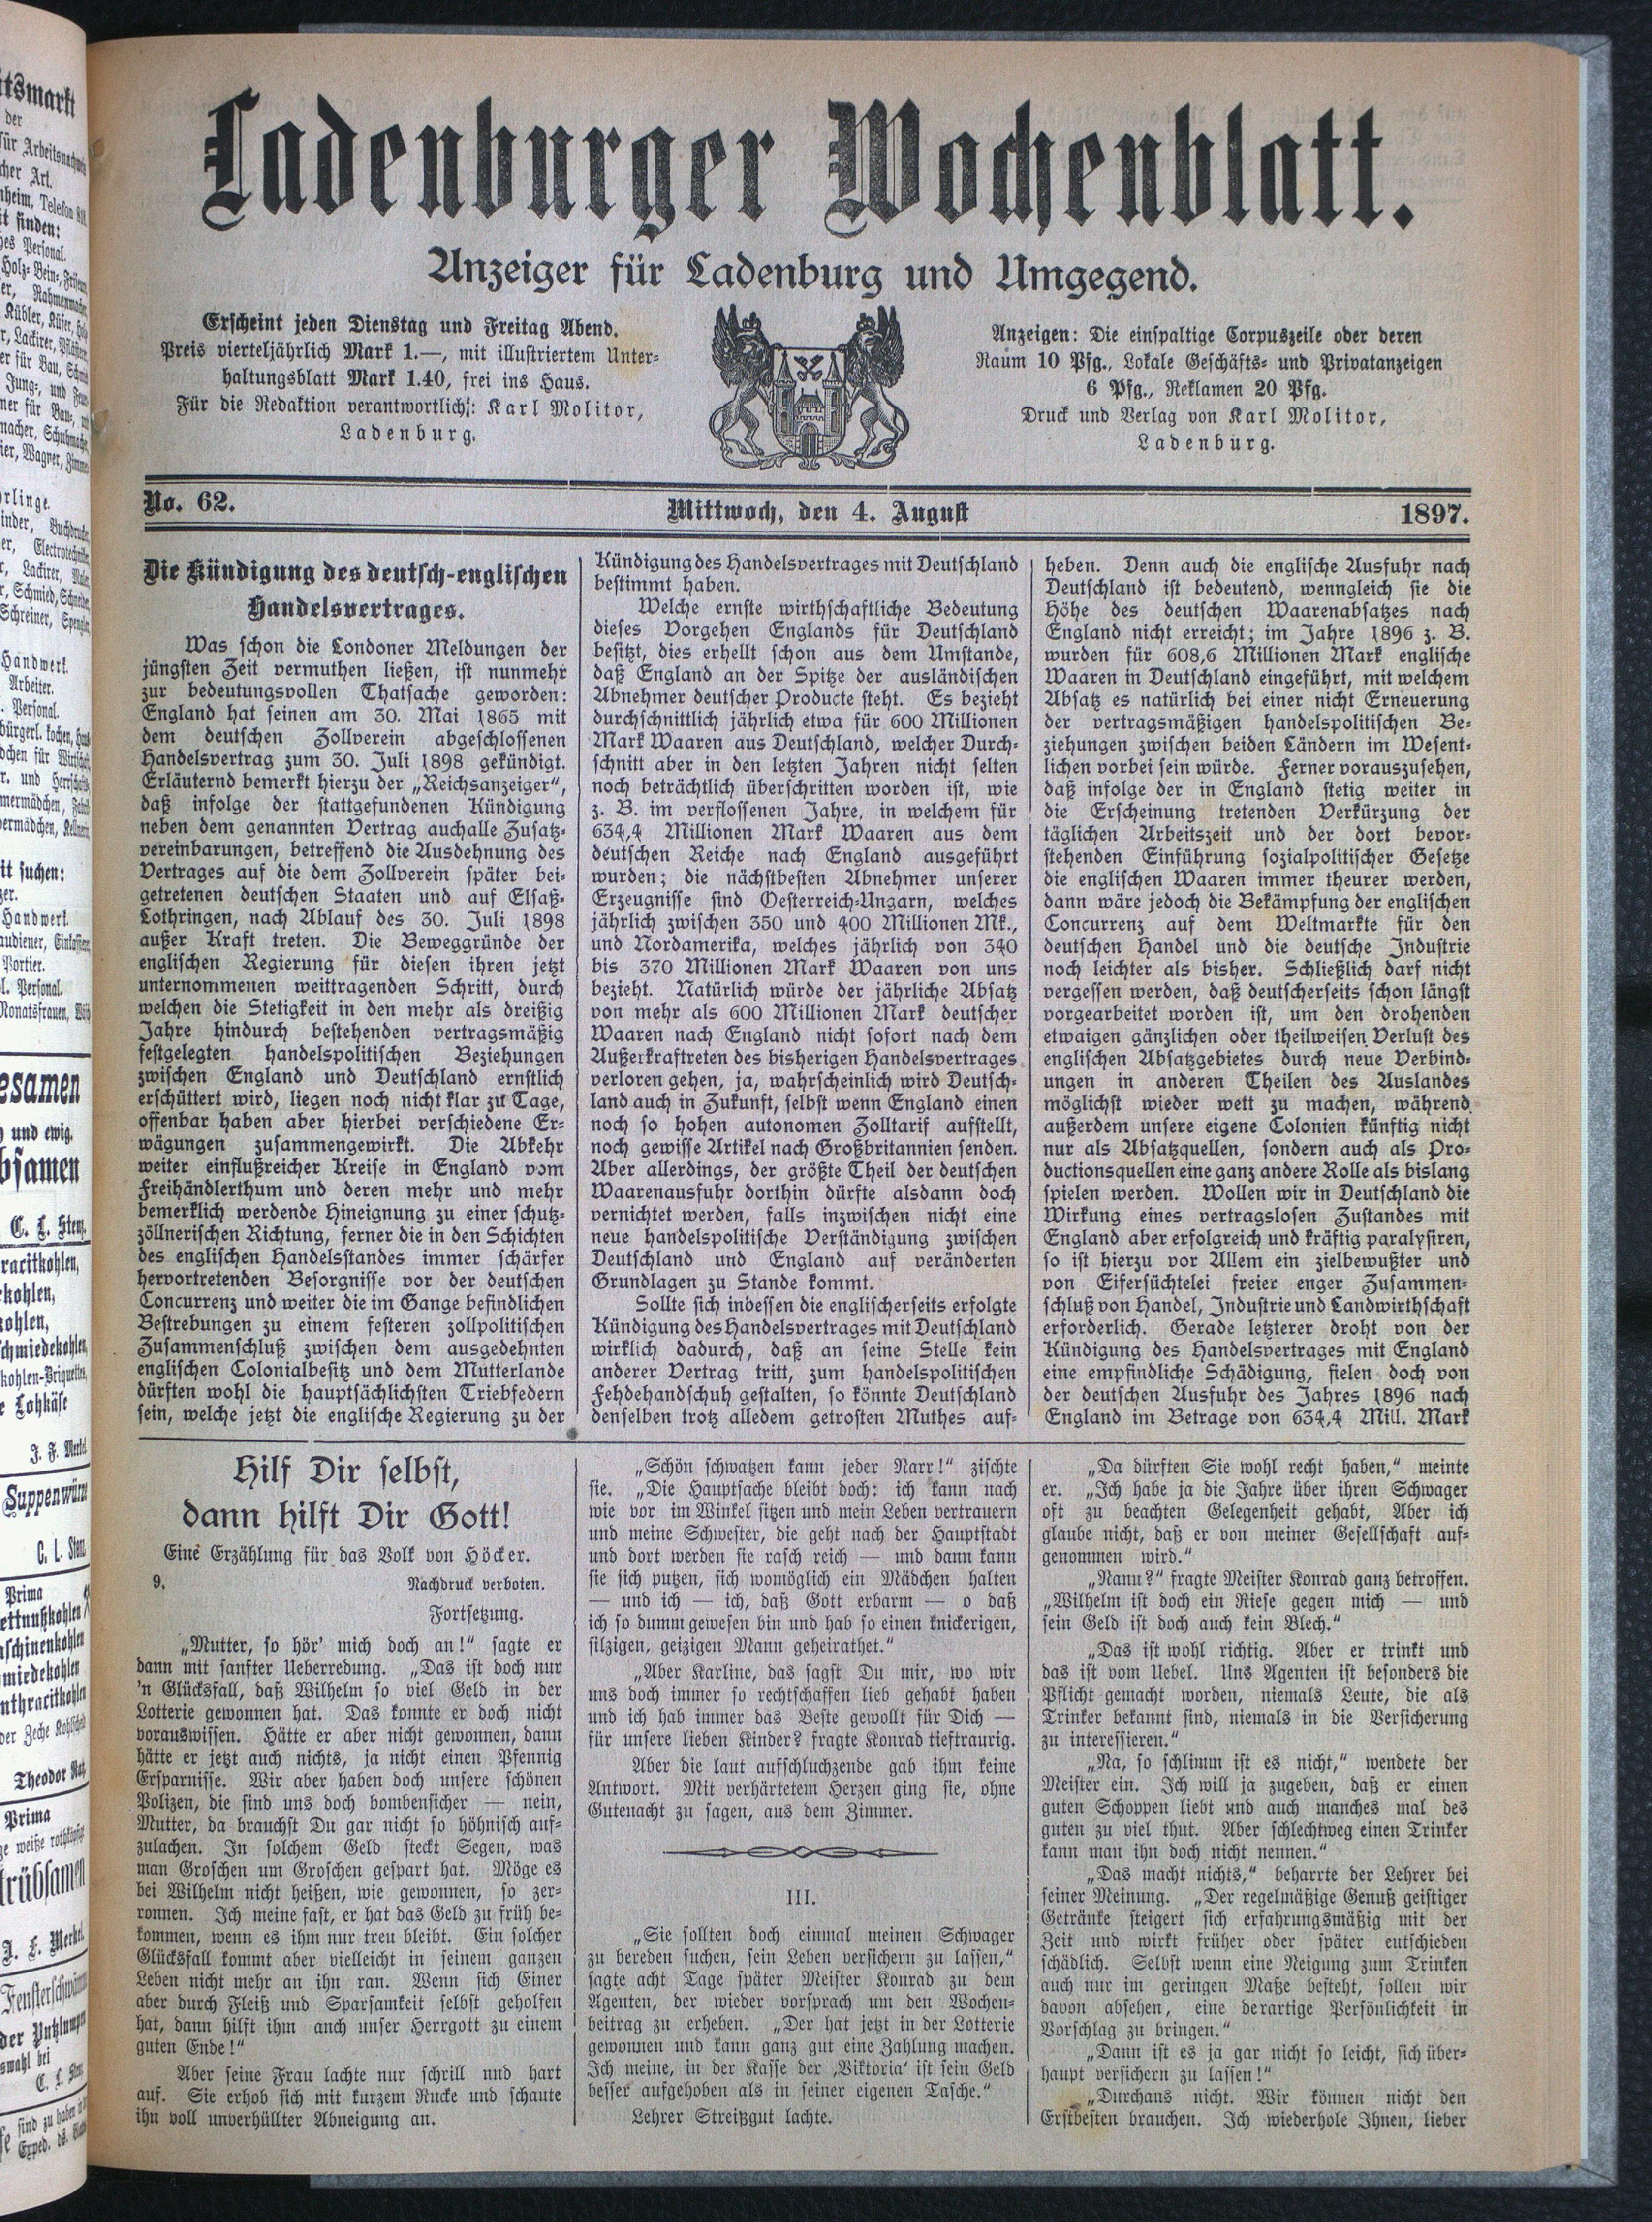 Ladenburger Wochenblatt.
Anzeiger für Ladenburg und Umgegend.
Erscheint jeden Dienstag und Freitag Abend.
Preis vierteljährlich Mark 1.—, mit illustriertem Unter-
haltungsblatt Mark 1.40, frei ins Haus.
Für die Redaktion verantwortlich: Karl Molitor,
Ladenburg.
Anzeigen: Die einspaltige Corpuszeile oder deren
Raum 10 Pfg., Lokale Geschäfts- und Privatanzeigen
6 Pfg., Reklamen 20 Pfg.
Druck und Verlag von Karl Molitor,
Ladenburg.
No. 62.
Mittwoch, den 4. August
1897.
Die Kündigung des deutsch-englischen
Handelsvertrages.
Was schon die Londoner Meldungen der
jüngsten Zeit vermuthen ließen, ist nunmehr
zur bedeutungsvollen Thatsache geworden:
England hat seinen am 30. Mai 1865 mit
dem deutschen Zollverein abgeschlossenen
Handelsvertrag zum 30. Juli 1898 gekündigt.
Erläuternd bemerkt hierzu der „Reichsanzeiger“,
daß infolge der stattgefundenen Kündigung
neben dem genannten Vertrag auchalle Zusatz-
vereinbarungen, betreffend die Ausdehnung des
Vertrages auf die dem Zollverein später bei-
getretenen deutschen Staaten und auf Elsaß-
Lothringen, nach Ablauf des 30. Juli 1898
außer Kraft treten. Die Beweggründe der
englischen Regierung für diesen ihren jetzt
unternommenen weittragenden Schritt, durch
welchen die Stetigkeit in den mehr als dreißig
Jahre hindurch bestehenden vertragsmäßig
festgelegten handelspolitischen Beziehungen
zwischen England und Deutschland ernstlich
erschüttert wird, liegen noch nicht klar zu Tage,
offenbar haben aber hierbei verschiedene Er-
wägungen zusammengewirkt. Die Abkehr
weiter einflußreicher Kreise in England vom
Freihändlerthum und deren mehr und mehr
bemerklich werdende Hineignung zu einer schutz-
zöllnerischen Richtung, ferner die in den Schichten
des englischen Handelsstandes immer schärfer
hervortretenden Besorgnisse vor der deutschen
Concurrenz und weiter die im Gange befindlichen
Bestrebungen zu einem festeren zollpolitischen
Zusammenschluß zwischen dem ausgedehnten
englischen Colonialbesitz und dem Mutterlande
dürften wohl die hauptsächlichsten Triebfedern
sein, welche jetzt die englische Regierung zu der
Kündigung des Handelsvertrages mit Deutschland
bestimmt haben.
Welche ernste wirthschaftliche Bedeutung
dieses Vorgehen Englands für Deutschland
besitzt, dies erhellt schon aus dem Umstande,
daß England an der Spitze der ausländischen
Abnehmer deutscher Producte steht. Es bezieht
durchschnittlich jährlich etwa für 600 Millionen
Mark Waaren aus Deutschland, welcher Durch-
schnitt aber in den letzten Jahren nicht selten
noch beträchtlich überschritten worden ist, wie
z. B. im verflossenen Jahre, in welchem für
634,4 Millionen Mark Waaren aus dem
deutschen Reiche nach England ausgeführt
wurden; die nächstbesten Abnehmer unserer
Erzeugnisse sind Oesterreich-Ungarn, welches
jährlich zwischen 350 und 400 Millionen Mk.,
und Nordamerika, welches jährlich von 340
bis 370 Millionen Mark Waaren von uns
bezieht. Natürlich würde der jährliche Absatz
von mehr als 600 Millionen Mark deutscher
Waaren nach England nicht sofort nach dem
Außerkraftreten des bisherigen Handelsvertrages
verloren gehen, ja, wahrscheinlich wird Deutsch-
land auch in Zukunft, selbst wenn England einen
noch so hohen autonomen Zolltarif aufstellt,
noch gewisse Artikel nach Großbritannien senden.
Aber allerdings, der größte Theil der deutschen
Waarenausfuhr dorthin dürfte alsdann doch
vernichtet werden, falls inzwischen nicht eine
neue handelspolitische Verständigung zwischen
Deutschland und England auf veränderten
Grundlagen zu Stande kommt.
Sollte sich indessen die englischerseits erfolgte
Kündigung des Handelsvertrages mit Deutschland
wirklich dadurch, daß an seine Stelle kein
anderer Vertrag tritt, zum handelspolitischen
Fehdehandschuh gestalten, so könnte Deutschland
denselben trotz alledem getrosten Muthes auf-
heben. Denn auch die englische Ausfuhr nach
Deutschland ist bedeutend, wenngleich sie die
Höhe des deutschen Waarenabsatzes nach
England nicht erreicht; im Jahre 1896 z. B.
wurden für 608,6 Millionen Mark englische
Waaren in Deutschland eingeführt, mit welchem
Absatz es natürlich bei einer nicht Erneuerung
der vertragsmäßigen handelspolitischen Be-
ziehungen zwischen beiden Ländern im Wesent-
lichen vorbei sein würde. Ferner vorauszusehen,
daß infolge der in England stetig weiter in
die Erscheinung tretenden Verkürzung der
täglichen Arbeitszeit und der dort bevor-
stehenden Einführung sozialpolitischer Gesetze
die englischen Waaren immer theurer werden,
dann wäre jedoch die Bekämpfung der englischen
Concurrenz auf dem Weltmarkte für den
deutschen Handel und die deutsche Industrie
noch leichter als bisher. Schließlich darf nicht
vergessen werden, daß deutscherseits schon längst
vorgearbeitet worden ist, um den drohenden
etwaigen gänzlichen oder theilweisen Verlust des
englischen Absatzgebietes durch neue Verbind-
ungen in anderen Theilen des Auslandes
möglichst wieder wett zu machen, während
außerdem unsere eigene Colonien künftig nicht
nur als Absatzquellen, sondern auch als Pro-
ductionsquellen eine ganz andere Rolle als bislang
spielen werden. Wollen wir in Deutschland die
Wirkung eines vertragslosen Zustandes mit
England aber erfolgreich und kräftig paralysiren,
so ist hierzu vor Allem ein zielbewußter und
von Eifersüchtelei freier enger Zusammen-
schluß von Handel, Industrie und Landwirthschaft
erforderlich. Gerade letzterer droht von der
Kündigung des Handelsvertrages mit England
eine empfindliche Schädigung, fielen doch von
der deutschen Ausfuhr des Jahres 1896 nach
England im Betrage von 634,4 Mill. Mark
Hilf Dir selbst,
dann hilft Dir Gott!
Eine Erzählung für das Volk von Höcker.
9. Nachdruck verboten.
Fortsetzung.
„Mutter, so hör' mich doch an!“ sagte er
dann mit sanfter Ueberredung. „Das ist doch nur
'n Glücksfall, daß Wilhelm so viel Geld in der
Lotterie gewonnen hat. Das konnte er doch nicht
vorauswissen. Hätte er aber nicht gewonnen, dann
hätte er jetzt auch nichts, ja nicht einen Pfennig
Ersparnisse. Wir aber haben doch unsere schönen
Polizen, die sind uns doch bombensicher — nein,
Mutter, da brauchst Du gar nicht so höhnisch auf-
zulachen. In solchem Geld steckt Segen, was
man Groschen um Groschen gespart hat. Möge es
bei Wilhelm nicht heißen, wie gewonnen, so zer-
ronnen. Ich meine fast, er hat das Geld zu früh be-
kommen, wenn es ihm nur treu bleibt. Ein solcher
Glücksfall kommt aber vielleicht in seinem ganzen
Leben nicht mehr an ihn ran. Wenn sich Einer
aber durch Fleiß und Sparsamkeit selbst geholfen
hat, dann hilft ihm anch unser Herrgott zu einem
guten Ende!“
Aber seine Frau lachte nur schrill nnd hart
auf. Sie erhob sich mit kurzem Rucke und schaute
ihn voll unverhüllter Abneigung an.
„Schön schwatzen kann jeder Narr!“ zischte
sie. „Die Hauptsache bleibt doch: ich kann nach
wie vor im Winkel sitzen und mein Leben vertrauern
und meine Schwester, die geht nach der Hauptstadt
und dort werden sie rasch reich — und dann kann
sie sich putzen, sich womöglich ein Mädchen halten
— und ich — ich, daß Gott erbarm — o daß
ich so dumm gewesen bin und hab so einen knickerigen,
filzigen, geizigen Mann geheirathet.“
„Aber Karline, das sagst Du mir, wo wir
uns doch immer so rechtschaffen lieb gehabt haben
und ich hab immer das Beste gewollt für Dich —
für unsere lieben Kinder? fragte Konrad tieftraurig.
Aber die laut aufschluchzende gab ihm keine
Antwort. Mit verhärtetem Herzen ging sie, ohne
Gutenacht zu sagen, aus dem Zimmer.
III.
„Sie sollten doch einmal meinen Schwager
zu bereden suchen, sein Leben versichern zu lassen,“
sagte acht Tage später Meister Konrad zu dem
Agenten, der wieder vorsprach um den Wochen-
beitrag zu erheben. „Der hat jetzt in der Lotterie
gewonnen und kann ganz gut eine Zahlung machen.
Ich meine, in der Kasse der ‚Viktoria‘ ist sein Geld
besser aufgehoben als in seiner eigenen Tasche.“
Lehrer Streißgut lachte.
„Da dürften Sie wohl recht haben,“ meinte
er. „Ich habe ja die Jahre über ihren Schwager
oft zu beachten Gelegenheit gehabt, Aber ich
glaube nicht, daß er von meiner Gesellschaft auf-
genommen wird.“
„Nann?“ fragte Meister Konrad ganz betroffen.
„Wilhelm ist doch ein Riese gegen mich — und
sein Geld ist doch auch kein Blech.“
„Das ist wohl richtig. Aber er trinkt und
das ist vom Uebel. Uns Agenten ist besonders die
Pflicht gemacht worden, niemals Leute, die als
Trinker bekannt sind, niemals in die Versicherung
zu interessieren.“
„Na, so schlimm ist es nicht,“ wendete der
Meister ein. Ich will ja zugeben, daß er einen
guten Schoppen liebt und auch manches mal des
guten zu viel thut. Aber schlechtweg einen Trinker
kann man ihn doch nicht nennen.“
„Das macht nichts,“ beharrte der Lehrer bei
seiner Meinung. „Der regelmäßige Genuß geistiger
Getränke steigert sich erfahrungsmäßig mit der
Zeit und wirkt früher oder später entschieden
schädlich. Selbst wenn eine Neigung zum Trinken
auch nur im geringen Maße besteht, sollen wir
davon absehen, eine derartige Persönlichkeit in
Vorschlag zu bringen.“
„Dann ist es ja gar nicht so leicht, sich über-
haupt versichern zu lassen!“
„Durchans nicht. Wir können nicht den
Erstbesten brauchen. Ich wiederhole Ihnen, lieber